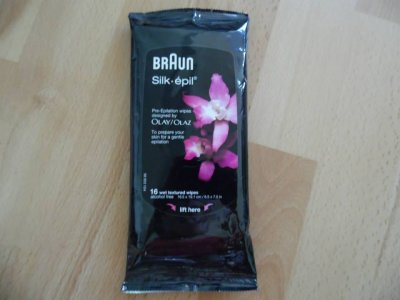 BRAUN
Silk·épil®
Pre-Epilation wipes
designed by
OLAY/OLAZ
To prepare your
skin for a gentle
epilation
16 wet textured wipes
alcohol free
lift here